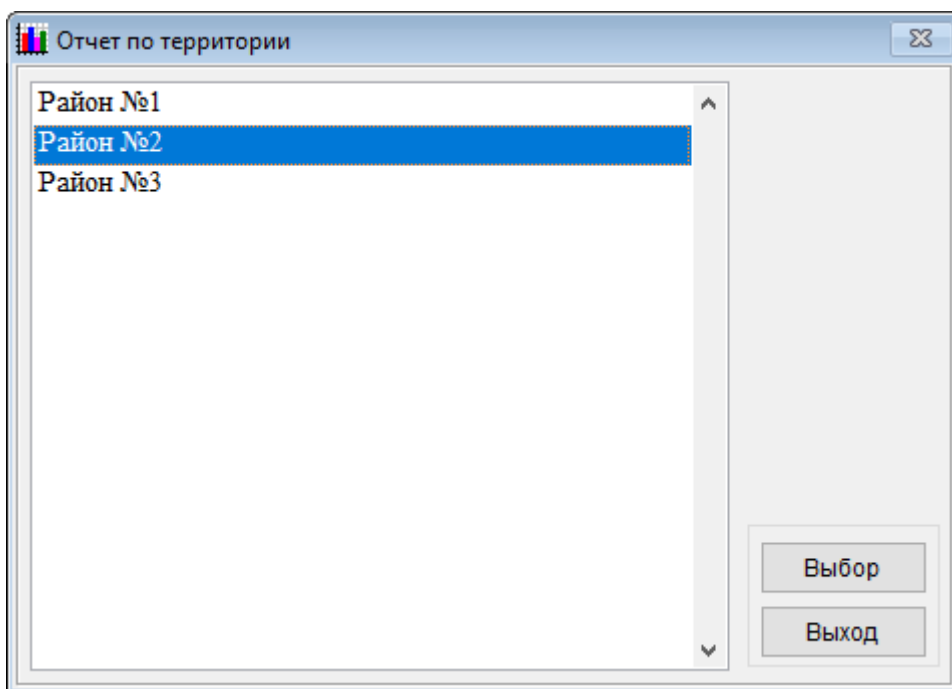 Отчет по территории
Район №1
Район №2
Район №3
Выбор
Выход